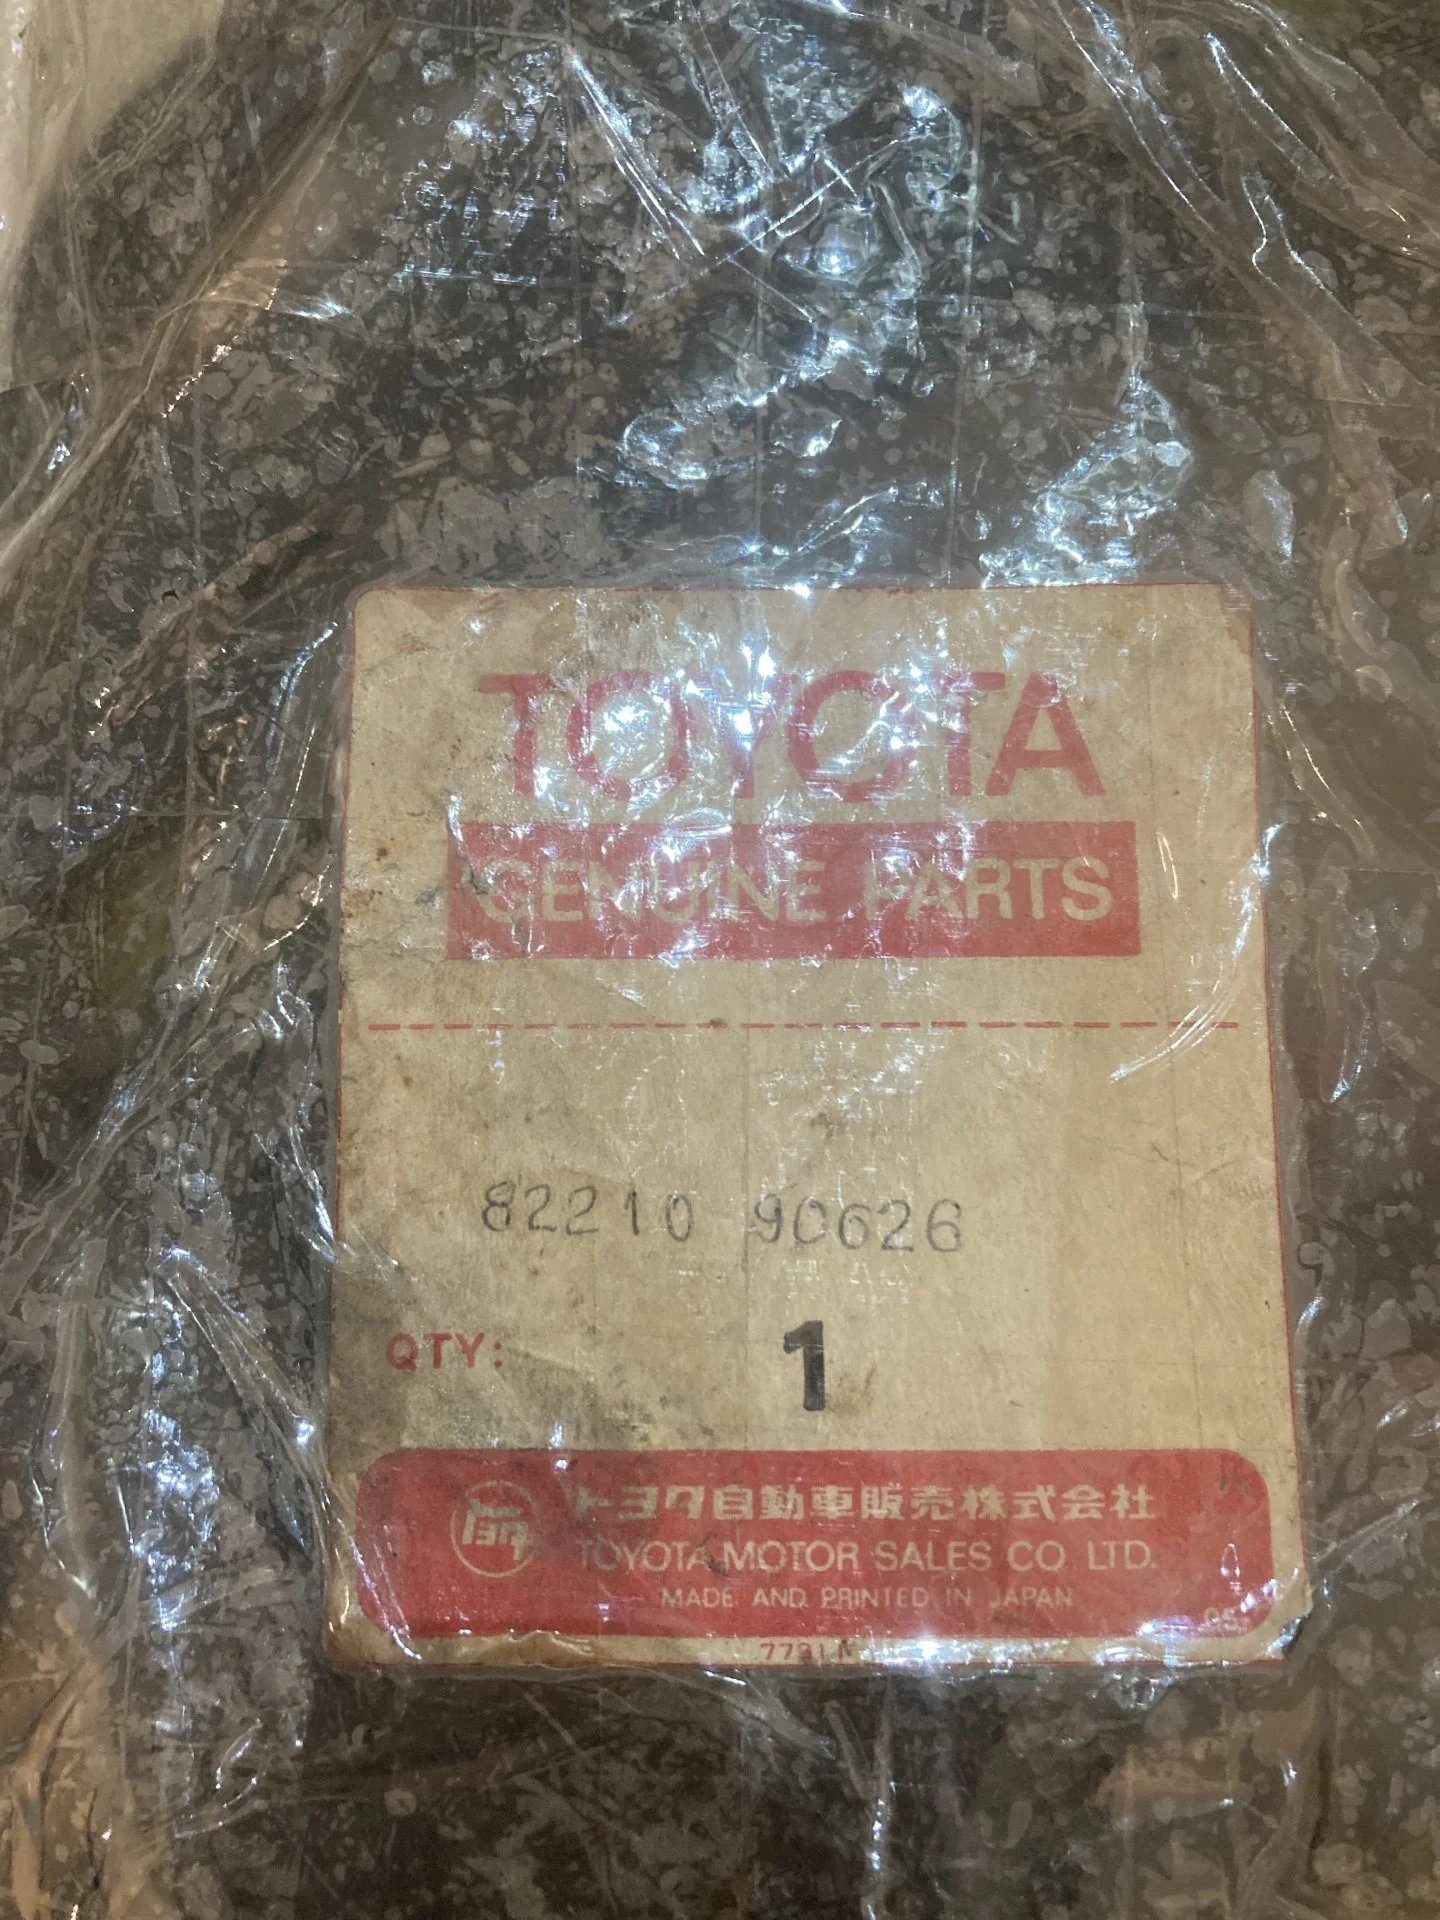 TOYOTA
GENUINE PARTS
82210 90626
QTY: 1
トヨタ自動車販売株式会社
TOYOTA MOTOR SALES CO. LTD.
MADE AND PRINTED IN JAPAN